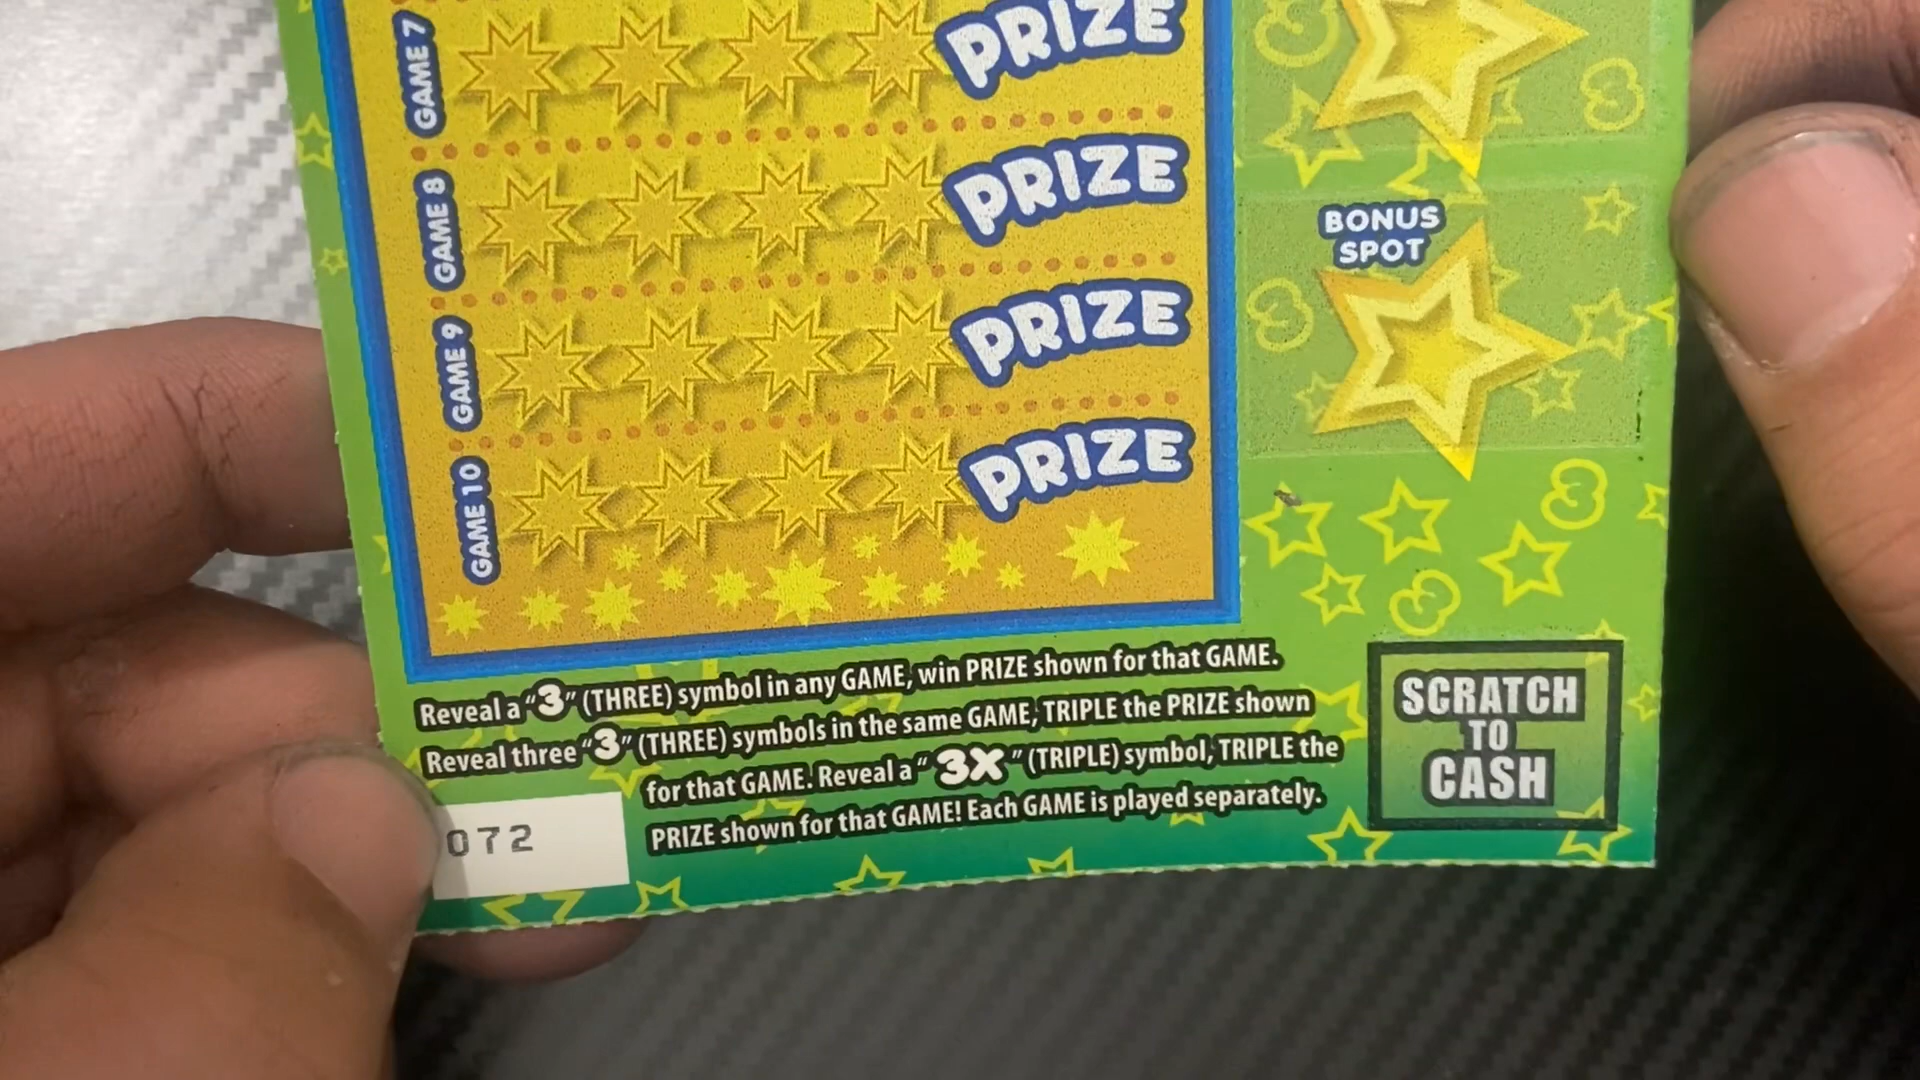 GAME 7
PRIZE
GAME 8
PRIZE
GAME 9
PRIZE
GAME 10
PRIZE
BONUS
SPOT
Reveal a "3" (THREE) symbol in any GAME, win PRIZE shown for that GAME.
Reveal three "3" (THREE) symbols in the same GAME, TRIPLE the PRIZE shown
for that GAME. Reveal a "3X" (TRIPLE) symbol, TRIPLE the
PRIZE shown for that GAME! Each GAME is played separately.
072
SCRATCH
TO
CASH